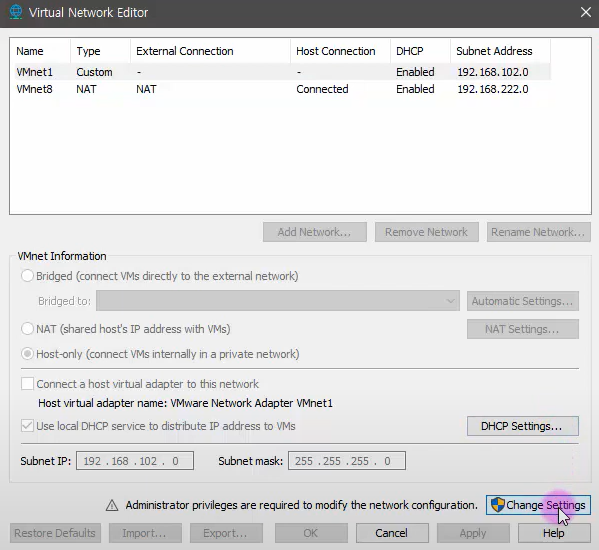 Virtual Network Editor
Name Type External Connection Host Connection DHCP Subnet Address
VMnet1 Custom - - Enabled 192.168.102.0
VMnet8 NAT NAT Connected Enabled 192.168.222.0
Add Network... Remove Network Rename Network...
VMnet Information
Bridged (connect VMs directly to the external network)
Bridged to: Automatic Settings...
NAT (shared host's IP address with VMs) NAT Settings...
Host-only (connect VMs internally in a private network)
Connect a host virtual adapter to this network
Host virtual adapter name: VMware Network Adapter VMnet1
Use local DHCP service to distribute IP address to VMs DHCP Settings...
Subnet IP: 192 . 168 . 102 . 0 Subnet mask: 255 . 255 . 255 . 0
Administrator privileges are required to modify the network configuration. Change Settings
Restore Defaults Import... Export... OK Cancel Apply Help